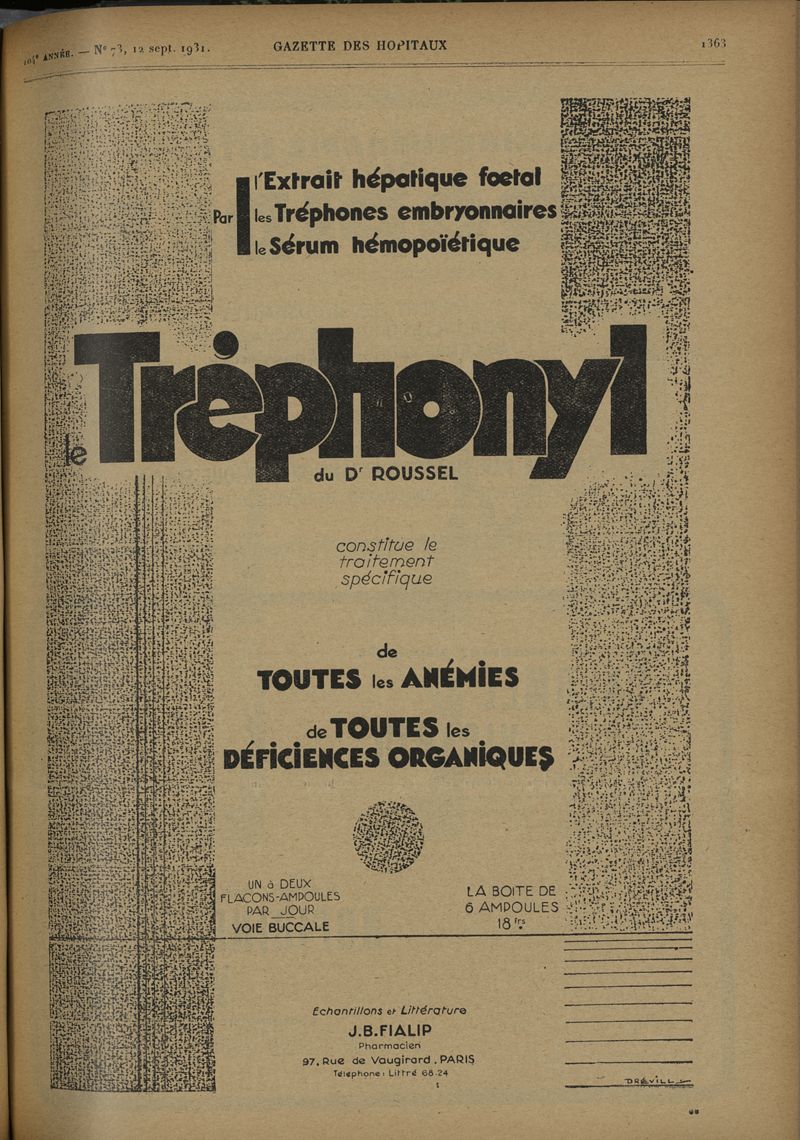 104e ANNÉE. — N° 73, 12 sept. 1931.
GAZETTE DES HOPITAUX
1363
Par
l'Extrait hépatique foetal
les Tréphones embryonnaires
le Sérum hémopoïétique
le Tréphonyl
du Dr ROUSSEL
constitue le
traitement
spécifique
de
TOUTES les ANÉMIES
de TOUTES les
DÉFICIENCES ORGANIQUES
UN à DEUX
FLACONS-AMPOULES
PAR JOUR
VOIE BUCCALE
LA BOITE DE
6 AMPOULES
18 frs
Echantillons et Littérature
J.B.FIALIP
Pharmacien
97, Rue de Vaugirard . PARIS
Téléphone : Littré 68-24